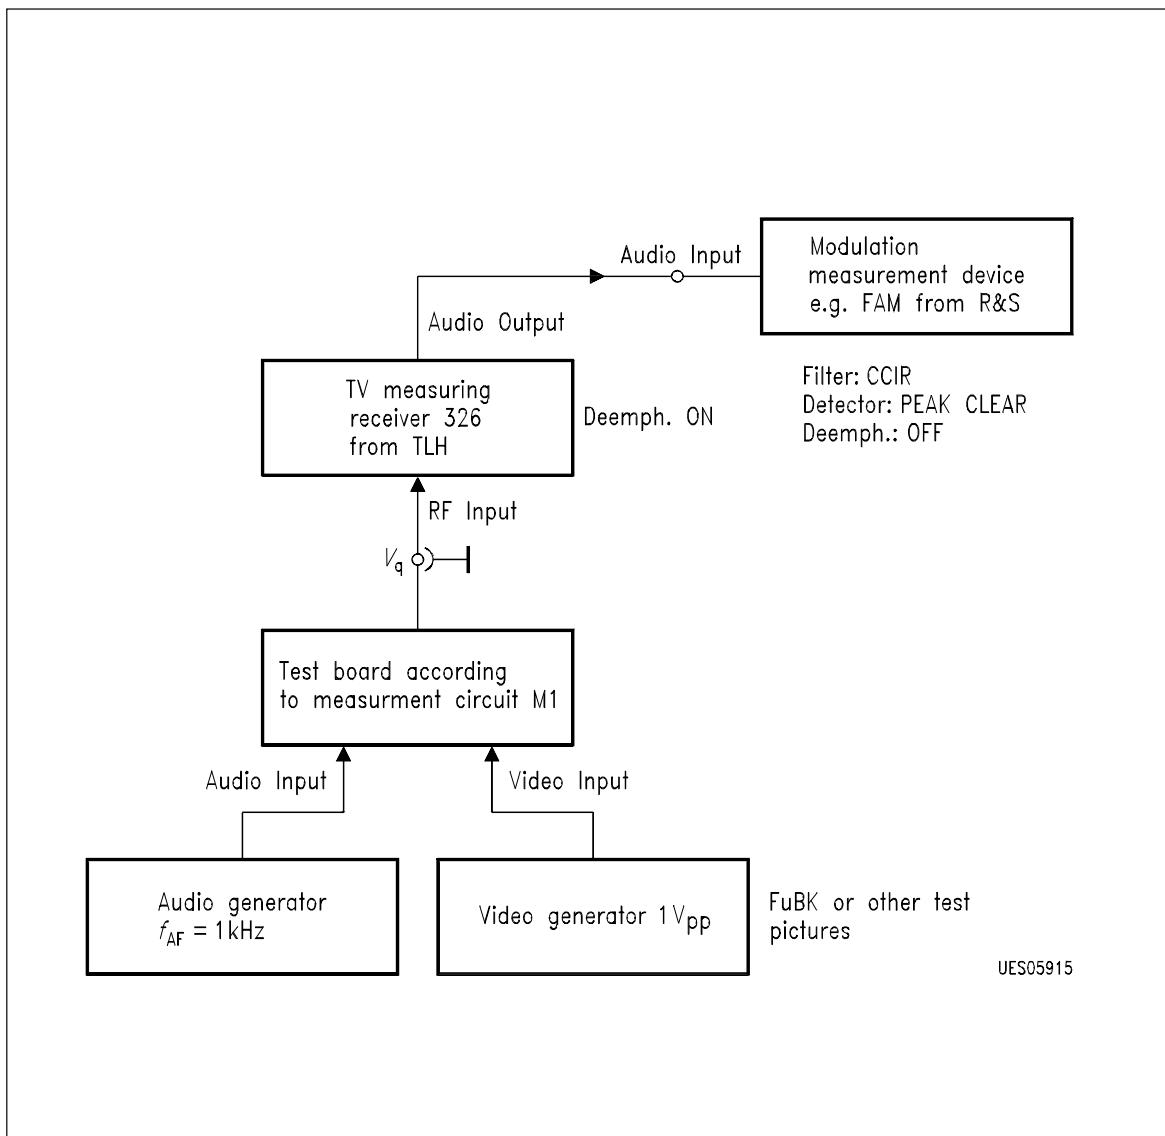 Audio Input
Modulation
measurement device
e.g. FAM from R&S
Audio Output
Filter: CCIR
Detector: PEAK CLEAR
Deemph.: OFF
TV measuring
receiver 326
from TLH
Deemph. ON
RF Input
Vq
Test board according
to measurment circuit M1
Audio Input
Video Input
Audio generator
fAF = 1kHz
Video generator 1Vpp
FuBK or other test
pictures
UES05915